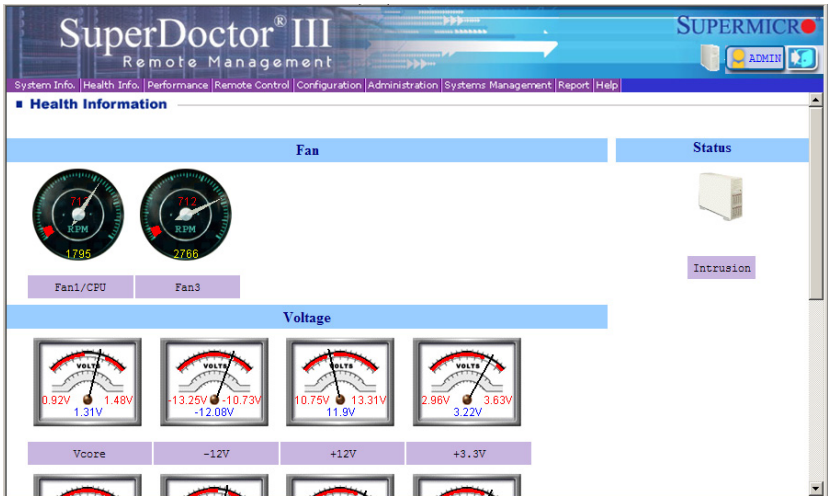 SuperDoctor® III
Remote Management
SUPERMICR
ADMIN
System Info. Health Info. Performance Remote Control Configuration Administration Systems Management Report Help
Health Information
Fan Status
712 712
RPM RPM
1795 2766
Fan1/CPU Fan3
Intrusion
Voltage
VOLTS VOLTS VOLTS VOLTS
0.92V 1.48V -13.25V -10.73V 10.75V 13.31V 2.96V 3.63V
1.31V -12.08V 11.9V 3.22V
Vcore -12V +12V +3.3V